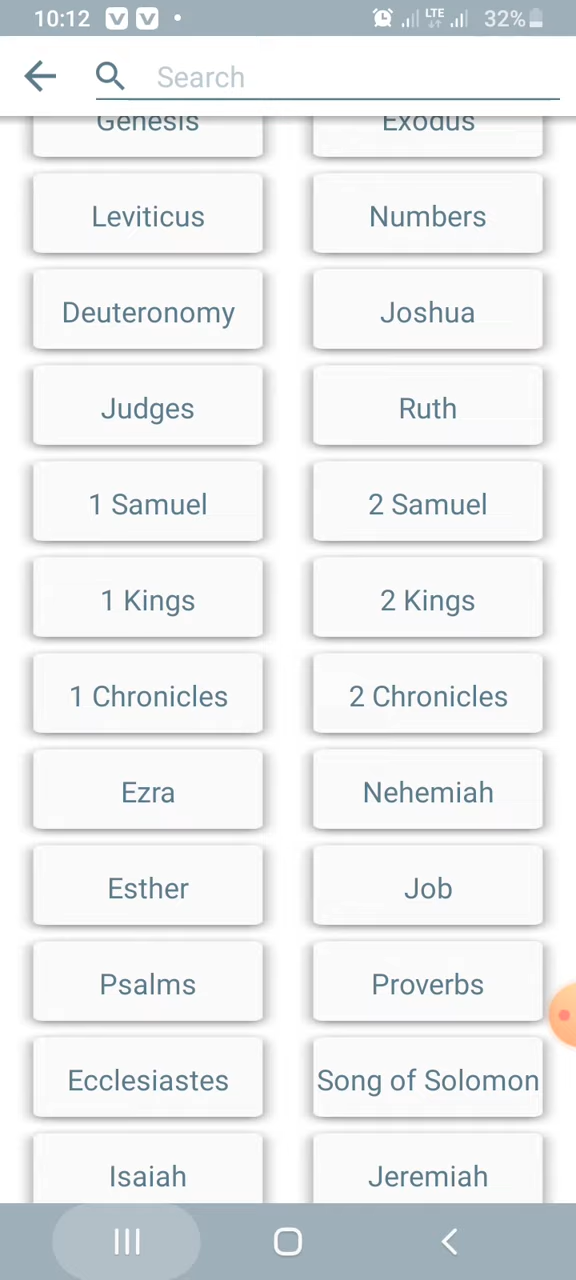 10:12 V V LTE 32%
Search
Genesis Exodus
Leviticus Numbers
Deuteronomy Joshua
Judges Ruth
1 Samuel 2 Samuel
1 Kings 2 Kings
1 Chronicles 2 Chronicles
Ezra Nehemiah
Esther Job
Psalms Proverbs
Ecclesiastes Song of Solomon
Isaiah Jeremiah